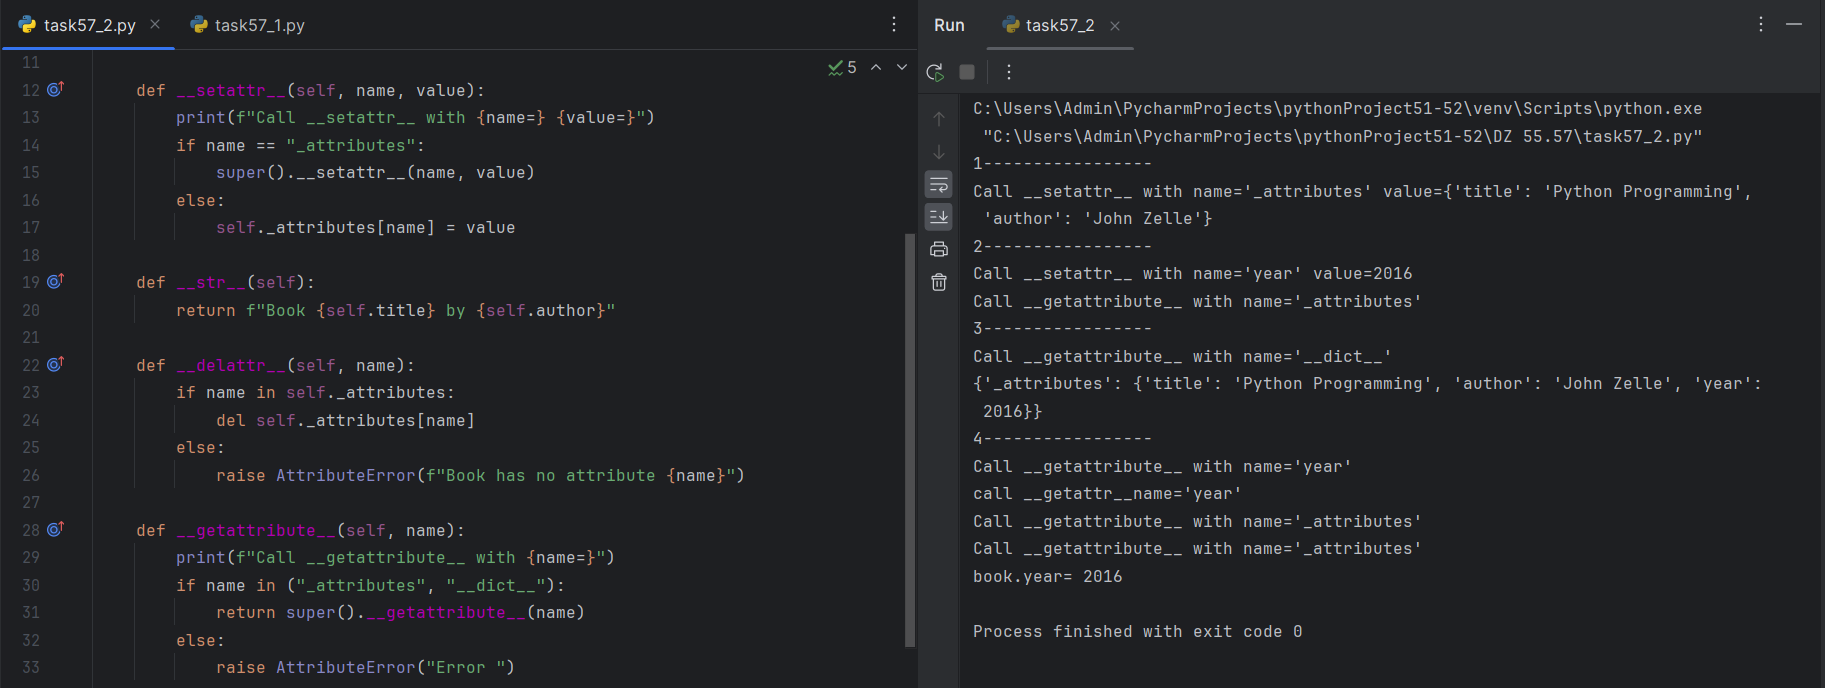 task57_2.py
task57_1.py
5
11
12 def __setattr__(self, name, value):
13 print(f"Call __setattr__ with {name=} {value=}")
14 if name == "_attributes":
15 super().__setattr__(name, value)
16 else:
17 self._attributes[name] = value
18
19 def __str__(self):
20 return f"Book {self.title} by {self.author}"
21
22 def __delattr__(self, name):
23 if name in self._attributes:
24 del self._attributes[name]
25 else:
26 raise AttributeError(f"Book has no attribute {name}")
27
28 def __getattribute__(self, name):
29 print(f"Call __getattribute__ with {name=}")
30 if name in ("_attributes", "__dict__"):
31 return super().__getattribute__(name)
32 else:
33 raise AttributeError("Error ")
Run task57_2
C:\Users\Admin\PycharmProjects\pythonProject51-52\venv\Scripts\python.exe
"C:\Users\Admin\PycharmProjects\pythonProject51-52\DZ 55.57\task57_2.py"
1-----------------
Call __setattr__ with name='_attributes' value={'title': 'Python Programming',
'author': 'John Zelle'}
2-----------------
Call __setattr__ with name='year' value=2016
Call __getattribute__ with name='_attributes'
3-----------------
Call __getattribute__ with name='__dict__'
{'_attributes': {'title': 'Python Programming', 'author': 'John Zelle', 'year':
2016}}
4-----------------
Call __getattribute__ with name='year'
call __getattr__name='year'
Call __getattribute__ with name='_attributes'
Call __getattribute__ with name='_attributes'
book.year= 2016
Process finished with exit code 0